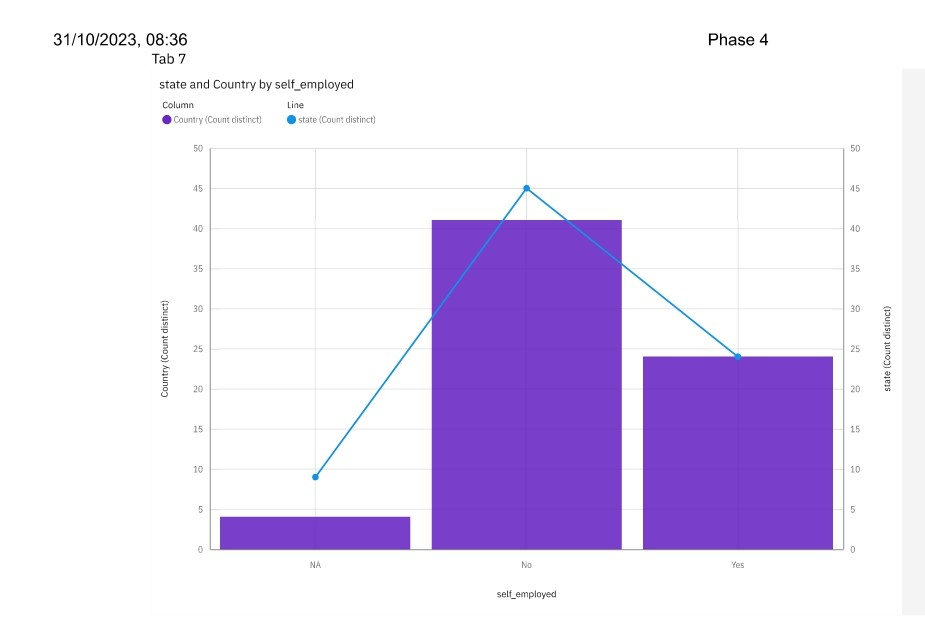 31/10/2023, 08:36 Phase 4
Tab 7
state and Country by self_employed
Column Line
Country (Count distinct) state (Count distinct)
50 50
45 45
40 40
35 35
30 30
25 25
20 20
15 15
10 10
5 5
0 0
Country (Count distinct)
state (Count distinct)
NA No Yes
self_employed